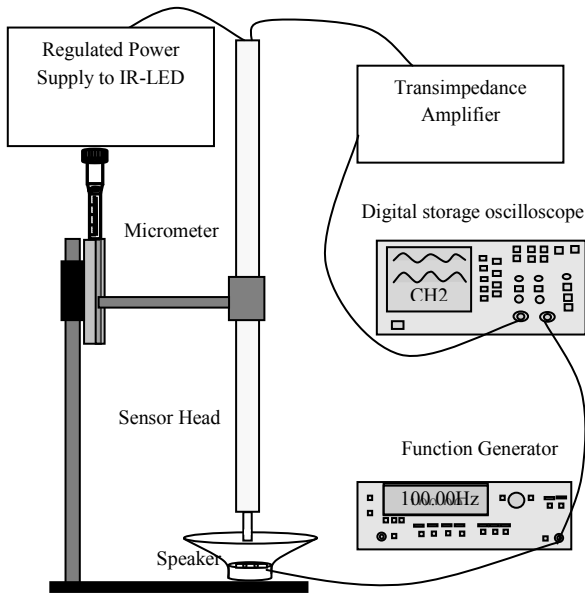 Regulated Power
Supply to IR-LED
Transimpedance
Amplifier
Digital storage oscilloscope
Micrometer
CH2
Sensor Head
Function Generator
100.00Hz
Speaker